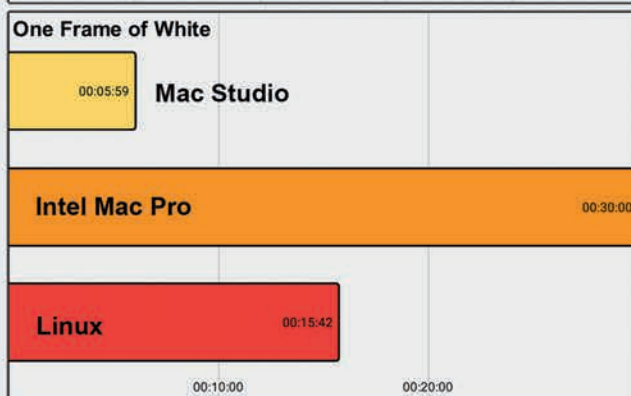 One Frame of White
00:05:59 Mac Studio
Intel Mac Pro 00:30:00
Linux 00:15:42
00:10:00 00:20:00